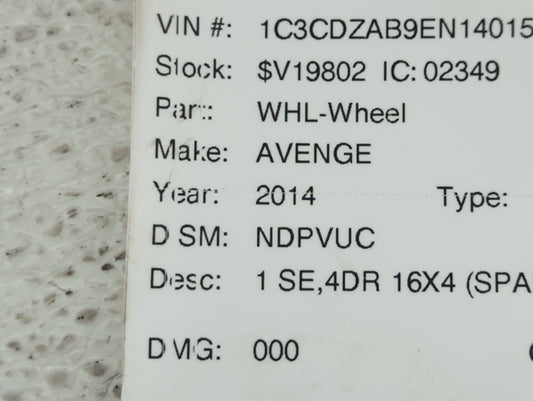 VIN #: 1C3CDZAB9EN14015
Stock: $V19802 IC: 02349
Part: WHL-Wheel
Make: AVENGE
Year: 2014 Type:
DSM: NDPVUC
Desc: 1 SE,4DR 16X4 (SPA
DMG: 000